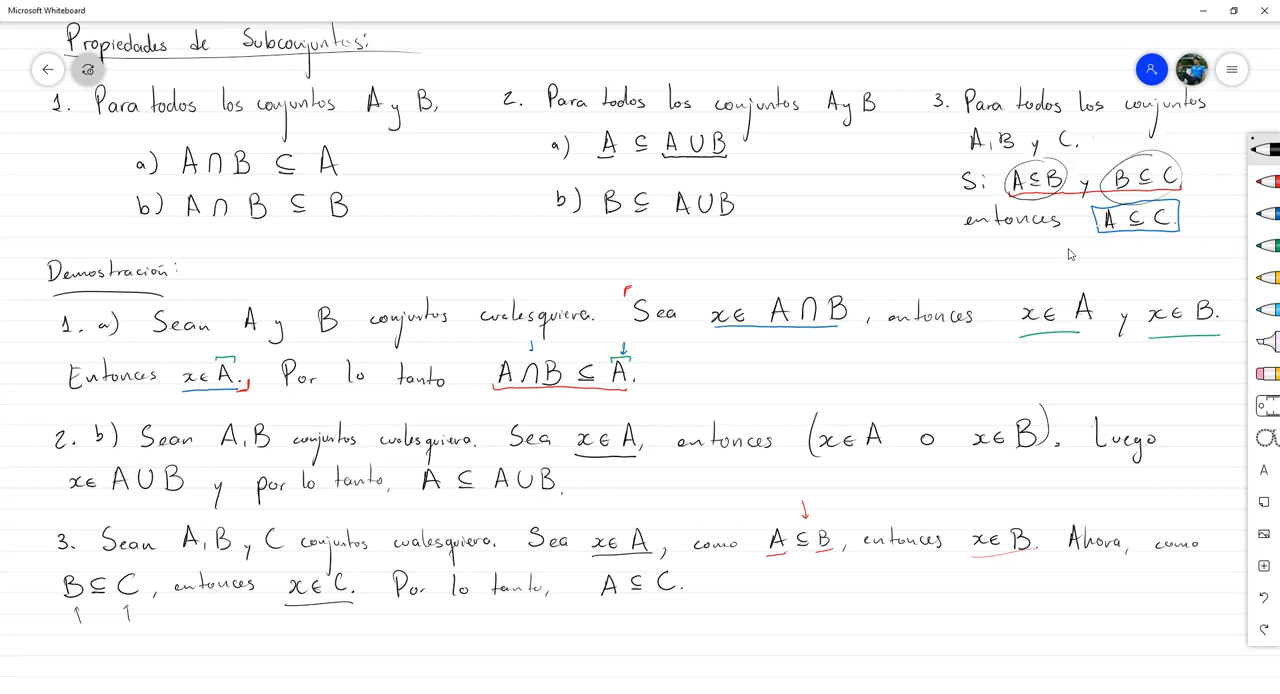 Microsoft Whiteboard
Propiedades de Subconjuntos:
1. Para todos los conjuntos A y B,
a) A ∩ B ⊆ A
b) A ∩ B ⊆ B
2. Para todos los conjuntos A y B
a) A ⊆ A ∪ B
b) B ⊆ A ∪ B
3. Para todos los conjuntos
A, B y C.
Si A ⊆ B y B ⊆ C
entonces A ⊆ C.
Demostración:
1. a) Sean A y B conjuntos cualesquiera. Sea x ∈ A ∩ B, entonces x ∈ A y x ∈ B.
Entonces x ∈ A. Por lo tanto A ∩ B ⊆ A.
2. b) Sean A, B conjuntos cualesquiera. Sea x ∈ A, entonces (x ∈ A o x ∈ B). Luego
x ∈ A ∪ B y por lo tanto, A ⊆ A ∪ B.
3. Sean A, B y C conjuntos cualesquiera. Sea x ∈ A, como A ⊆ B, entonces x ∈ B. Ahora, como
B ⊆ C, entonces x ∈ C. Por lo tanto, A ⊆ C.